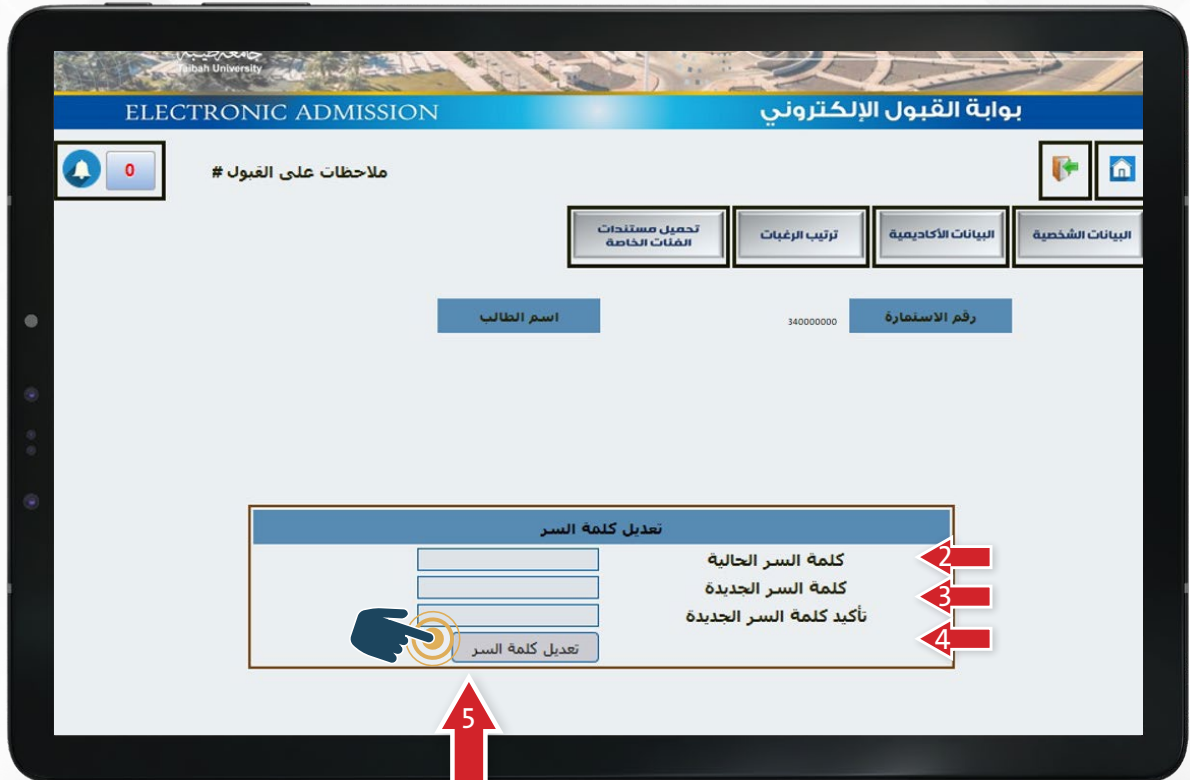 جامعة طيبة
Taibah University
بوابة القبول الإلكتروني
ELECTRONIC ADMISSION
ملاحظات على القبول #
0
البيانات الشخصية
البيانات الأكاديمية
ترتيب الرغبات
تحميل مستندات
الفئات الخاصة
رقم الاستمارة
340000000
اسم الطالب
تعديل كلمة السر
كلمة السر الحالية
2
كلمة السر الجديدة
3
تأكيد كلمة السر الجديدة
4
تعديل كلمة السر
5